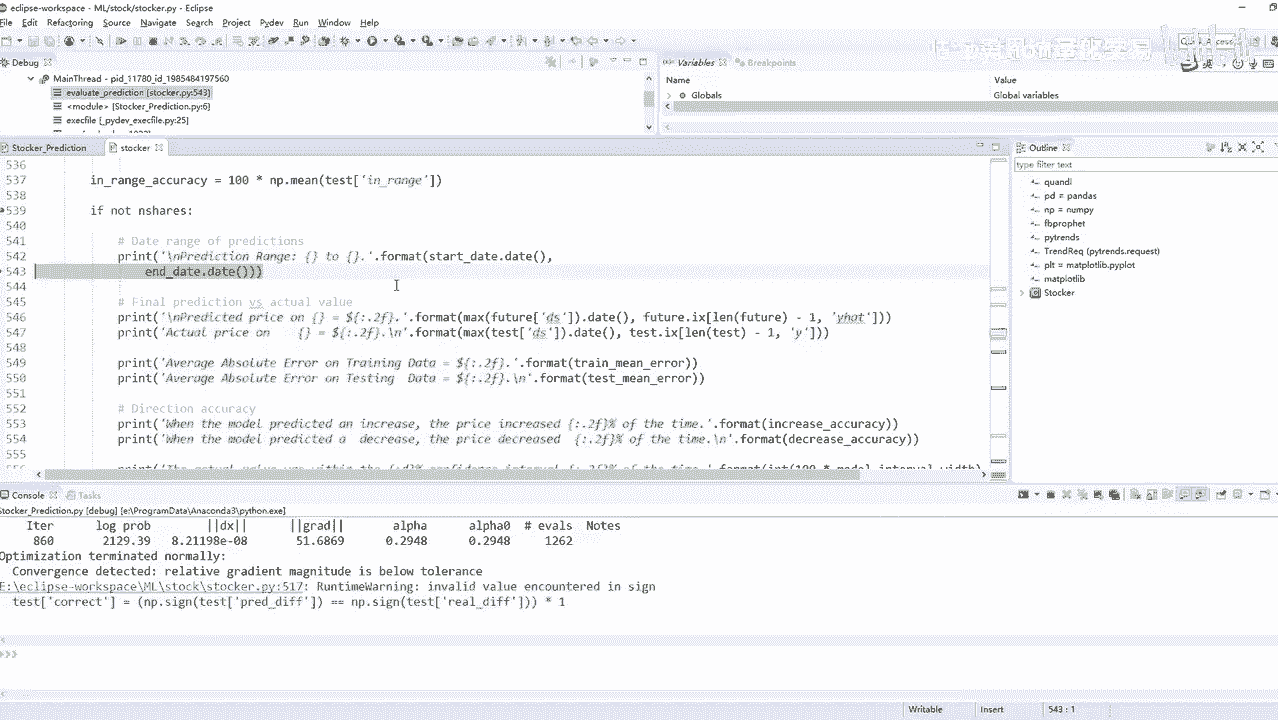 eclipse-workspace - ML/stock/stocker.py - Eclipse
File Edit Refactoring Source Navigate Search Project Pydev Run Window Help
Debug
Variables Breakpoints
MainThread - pid_11780_id_1985484197560
evaluate_prediction [stocker.py:543]
<module> [Stocker_Prediction.py:6]
execfile [_pydev_execfile.py:25]
Name Value
Globals Global variables
Stocker_Prediction stocker
Outline
type filter text
quandl
pd = pandas
np = numpy
fbprophet
pytrends
TrendReq (pytrends.request)
plt = matplotlib.pyplot
matplotlib
Stocker
536
537 in_range_accuracy = 100 * np.mean(test['in_range'])
538
539 if not nshares:
540
541 # Date range of predictions
542 print('\nPrediction Range: {} to {}.'.format(start_date.date(),
543 end_date.date()))
544
545 # Final prediction vs actual value
546 print('\nPredicted price on {} = ${:.2f}.'.format(max(future['ds']).date(), future.ix[len(future) - 1, 'yhat']))
547 print('Actual price on {} = ${:.2f}.\n'.format(max(test['ds']).date(), test.ix[len(test) - 1, 'y']))
548
549 print('Average Absolute Error on Training Data = ${:.2f}.'.format(train_mean_error))
550 print('Average Absolute Error on Testing Data = ${:.2f}.\n'.format(test_mean_error))
551
552 # Direction accuracy
553 print('When the model predicted an increase, the price increased {:.2f}% of the time.'.format(increase_accuracy))
554 print('When the model predicted a decrease, the price decreased {:.2f}% of the time.\n'.format(decrease_accuracy))
555
Console Tasks
Stocker_Prediction.py [debug] [e:\ProgramData\Anaconda3\python.exe]
Iter log prob ||dx|| ||grad|| alpha alpha0 # evals Notes
860 2129.39 8.21198e-08 51.6869 0.2948 0.2948 1262
Optimization terminated normally:
Convergence detected: relative gradient magnitude is below tolerance
E:\eclipse-workspace\ML\stock\stocker.py:517: RuntimeWarning: invalid value encountered in sign
test['correct'] = (np.sign(test['pred_diff']) == np.sign(test['real_diff'])) * 1
>>>
Writable Insert 543 : 1